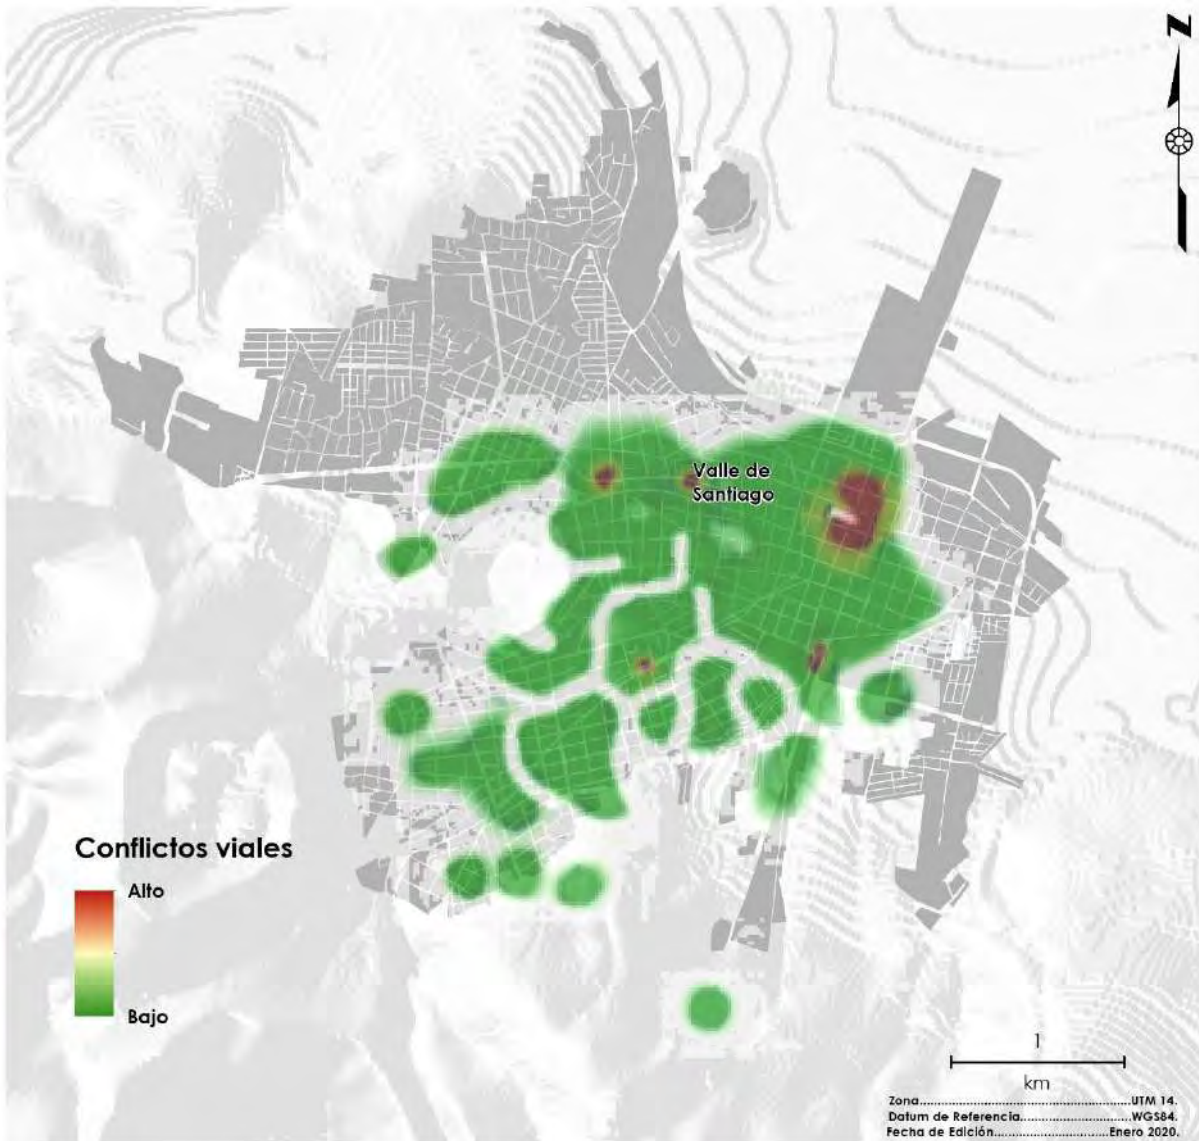 N
Valle de
Santiago
Conflictos viales
Alto
Bajo
1
km
Zona....................................UTM 14.
Datum de Referencia....................WGS84.
Fecha de Edición....................Enero 2020.